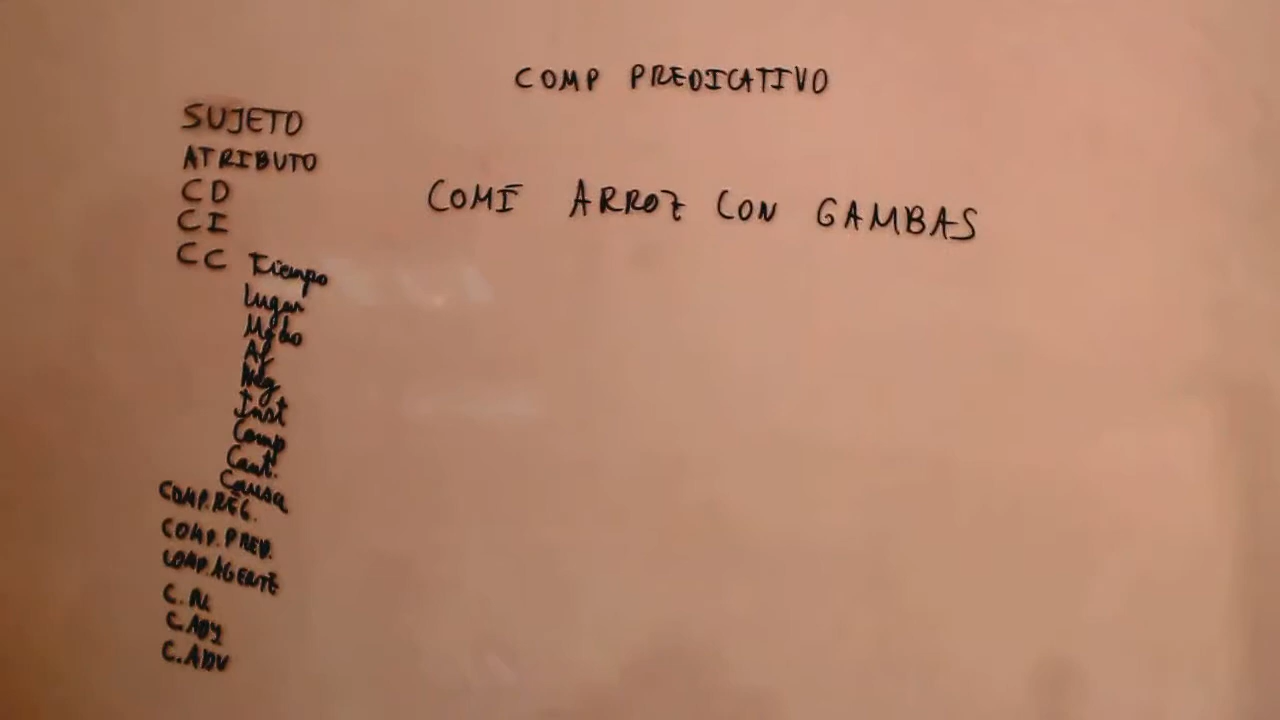 COMP PREDICATIVO
SUJETO
ATRIBUTO
CD
CI
CC Tiempo
Lugar
Modo
Af
Neg
Inst
Comp
Cant.
Causa
COMP.REG.
COMP.PRED.
COMP.AGENTE
C.N.
C.ADJ
C.ADV
COMÍ ARROZ CON GAMBAS